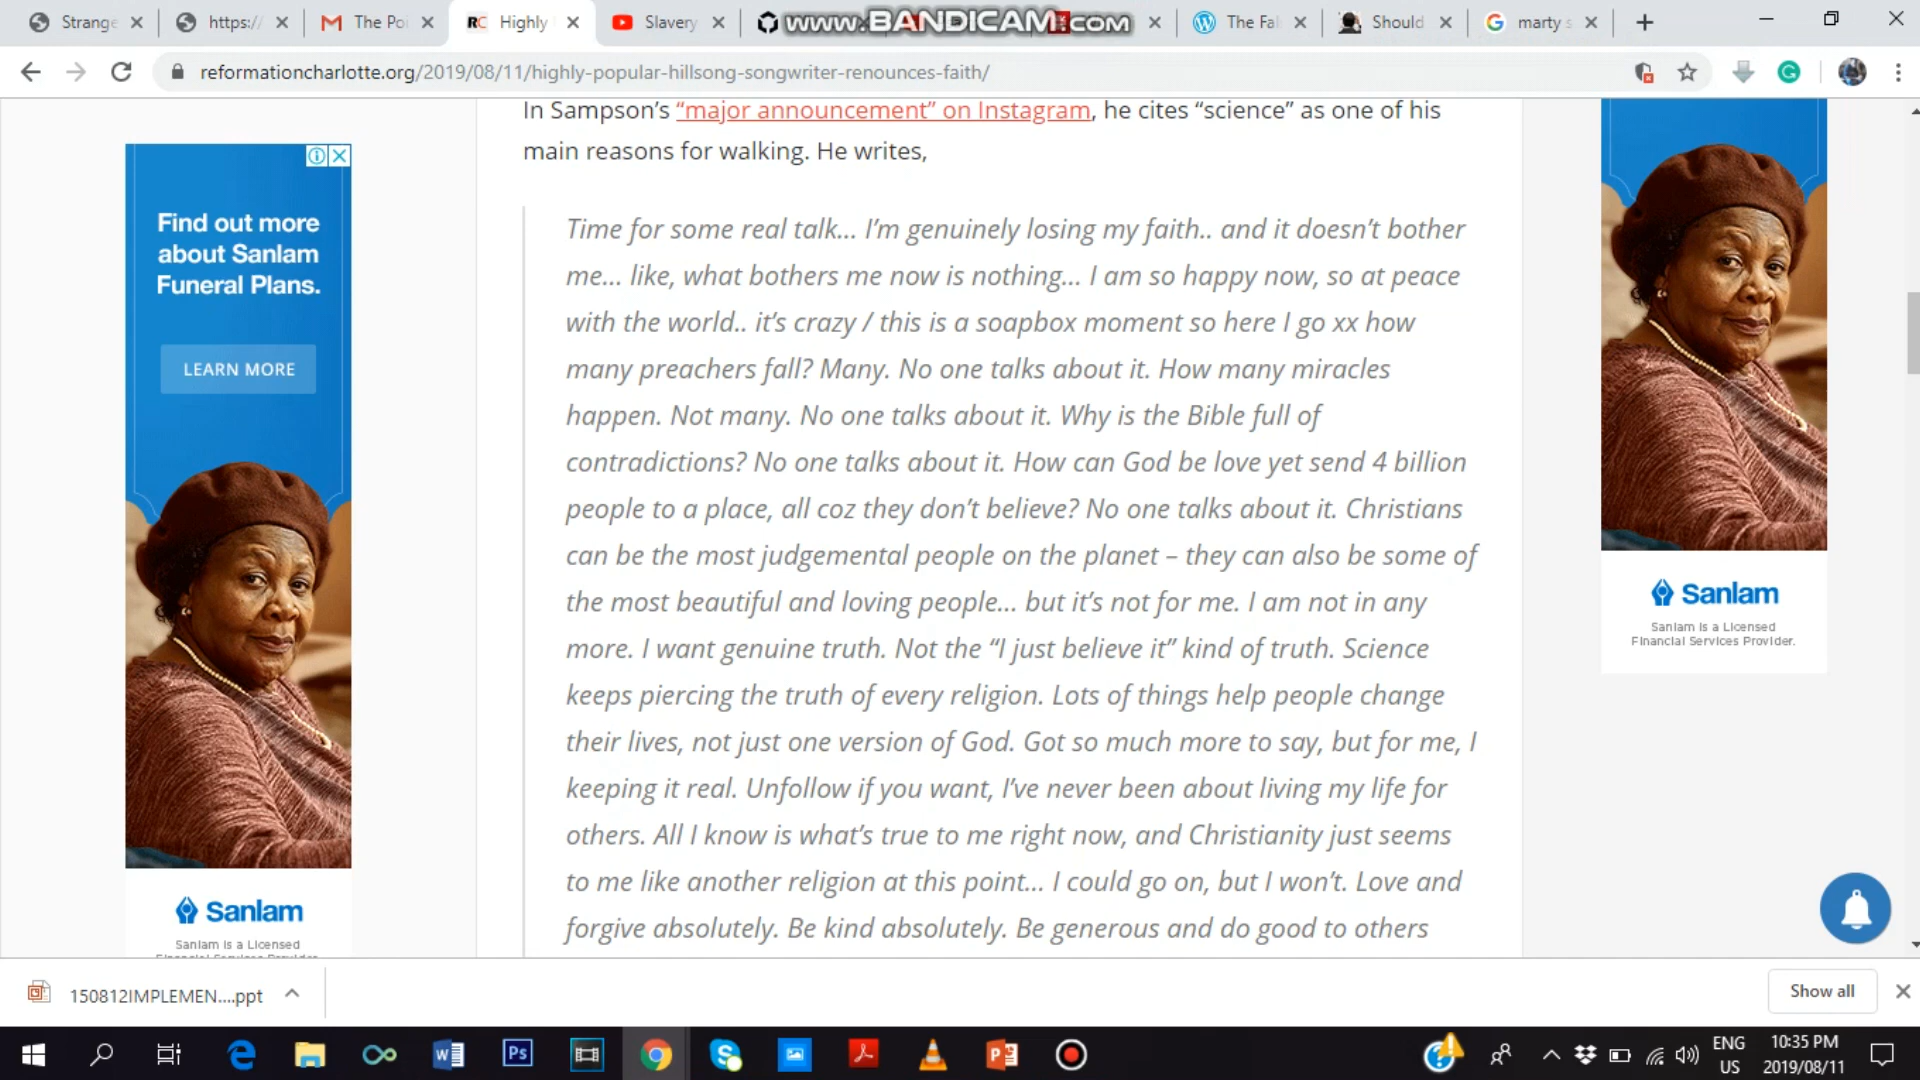 Strange
https:/
The Poi
Highly
Slavery
www.BANDICAM.com
The Fal
Should
marty s
reformationcharlotte.org/2019/08/11/highly-popular-hillsong-songwriter-renounces-faith/
In Sampson's "major announcement" on Instagram, he cites "science" as one of his
main reasons for walking. He writes,
Time for some real talk... I'm genuinely losing my faith.. and it doesn't bother
me... like, what bothers me now is nothing... I am so happy now, so at peace
with the world.. it's crazy / this is a soapbox moment so here I go xx how
many preachers fall? Many. No one talks about it. How many miracles
happen. Not many. No one talks about it. Why is the Bible full of
contradictions? No one talks about it. How can God be love yet send 4 billion
people to a place, all coz they don't believe? No one talks about it. Christians
can be the most judgemental people on the planet – they can also be some of
the most beautiful and loving people... but it's not for me. I am not in any
more. I want genuine truth. Not the "I just believe it" kind of truth. Science
keeps piercing the truth of every religion. Lots of things help people change
their lives, not just one version of God. Got so much more to say, but for me, I
keeping it real. Unfollow if you want, I've never been about living my life for
others. All I know is what's true to me right now, and Christianity just seems
to me like another religion at this point... I could go on, but I won't. Love and
forgive absolutely. Be kind absolutely. Be generous and do good to others
Find out more
about Sanlam
Funeral Plans.
LEARN MORE
Sanlam
Sanlam is a Licensed
Financial Services Provider.
Sanlam
Sanlam is a Licensed
Financial Services Provider.
150812IMPLEMEN....ppt
Show all
ENG
US
10:35 PM
2019/08/11